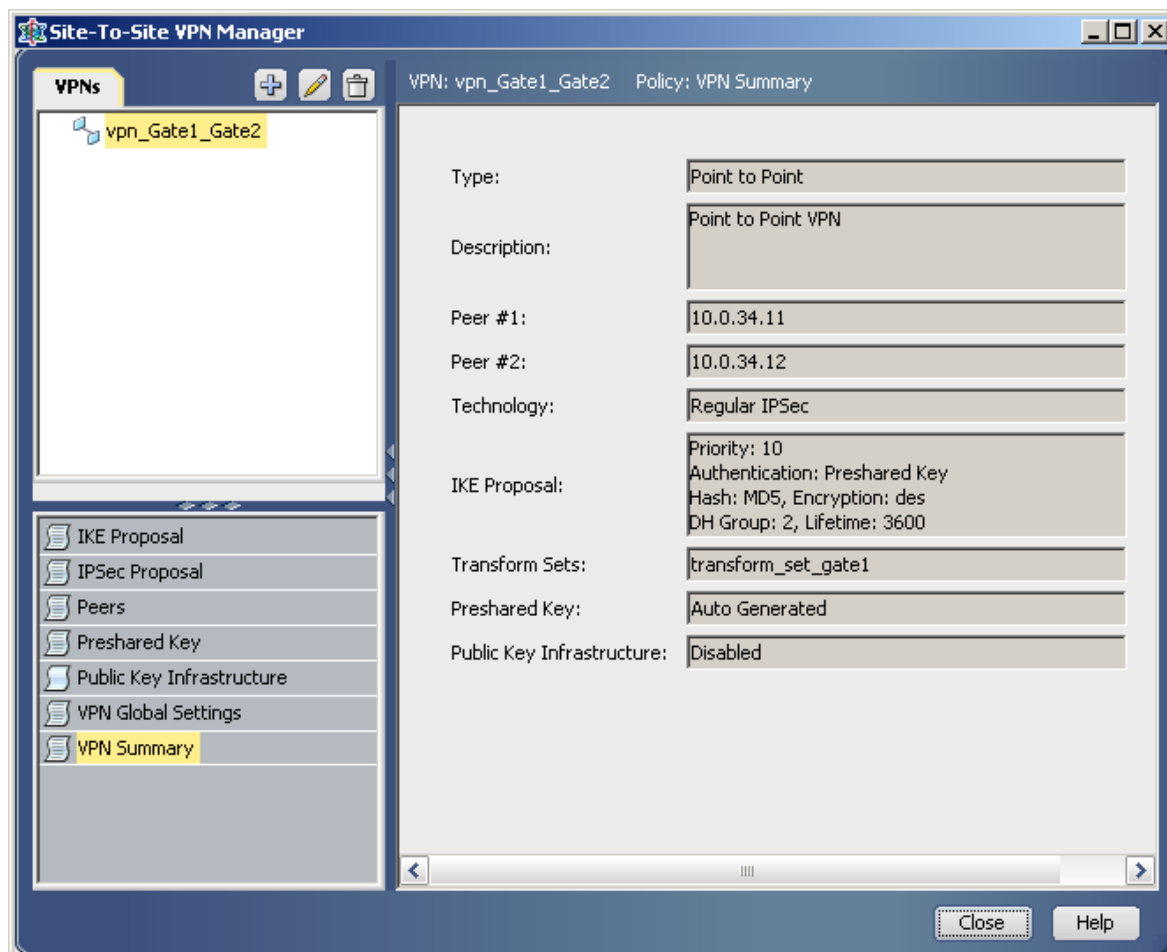 Site-To-Site VPN Manager
VPNs
vpn_Gate1_Gate2
IKE Proposal
IPSec Proposal
Peers
Preshared Key
Public Key Infrastructure
VPN Global Settings
VPN Summary
VPN: vpn_Gate1_Gate2 Policy: VPN Summary
Type: Point to Point
Description: Point to Point VPN
Peer #1: 10.0.34.11
Peer #2: 10.0.34.12
Technology: Regular IPSec
IKE Proposal:
Priority: 10
Authentication: Preshared Key
Hash: MD5, Encryption: des
DH Group: 2, Lifetime: 3600
Transform Sets: transform_set_gate1
Preshared Key: Auto Generated
Public Key Infrastructure: Disabled
Close
Help